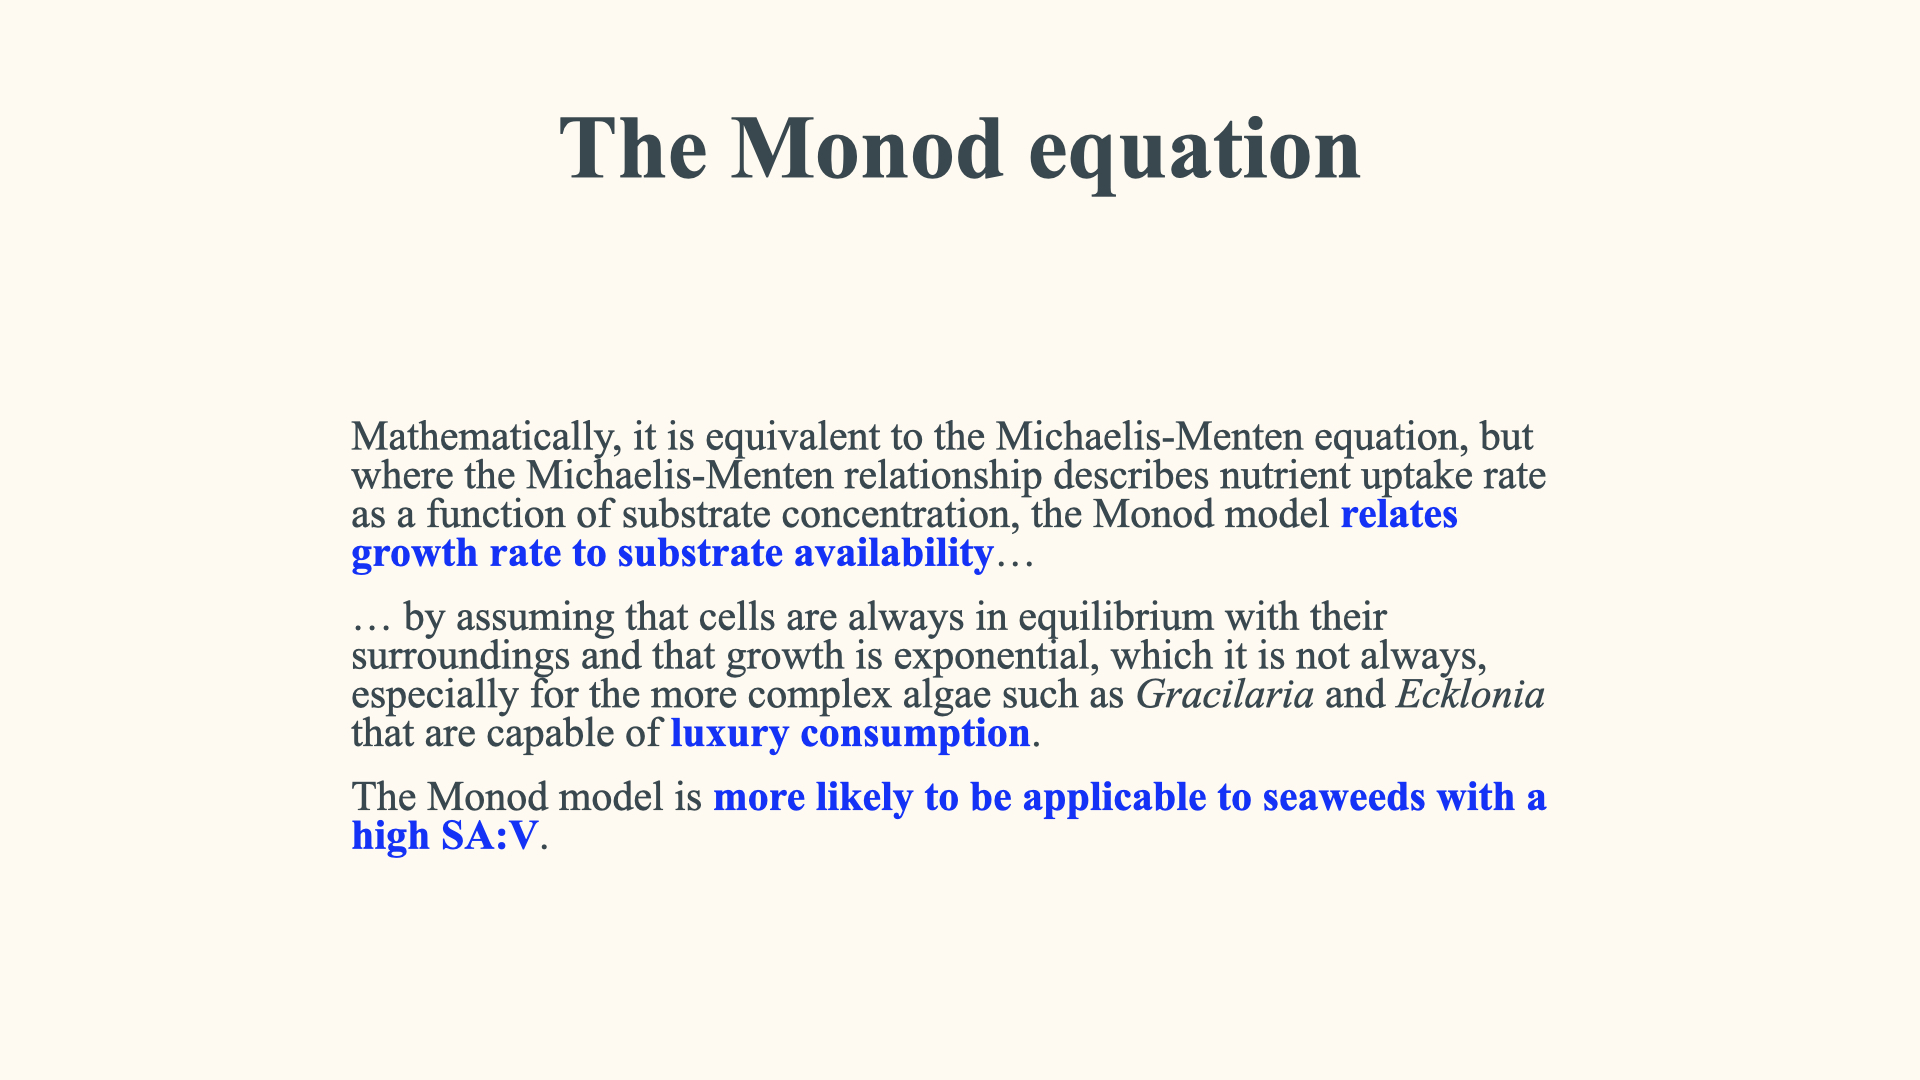 The Monod equation
Mathematically, it is equivalent to the Michaelis-Menten equation, but
where the Michaelis-Menten relationship describes nutrient uptake rate
as a function of substrate concentration, the Monod model relates
growth rate to substrate availability…
… by assuming that cells are always in equilibrium with their
surroundings and that growth is exponential, which it is not always,
especially for the more complex algae such as Gracilaria and Ecklonia
that are capable of luxury consumption.
The Monod model is more likely to be applicable to seaweeds with a
high SA:V.